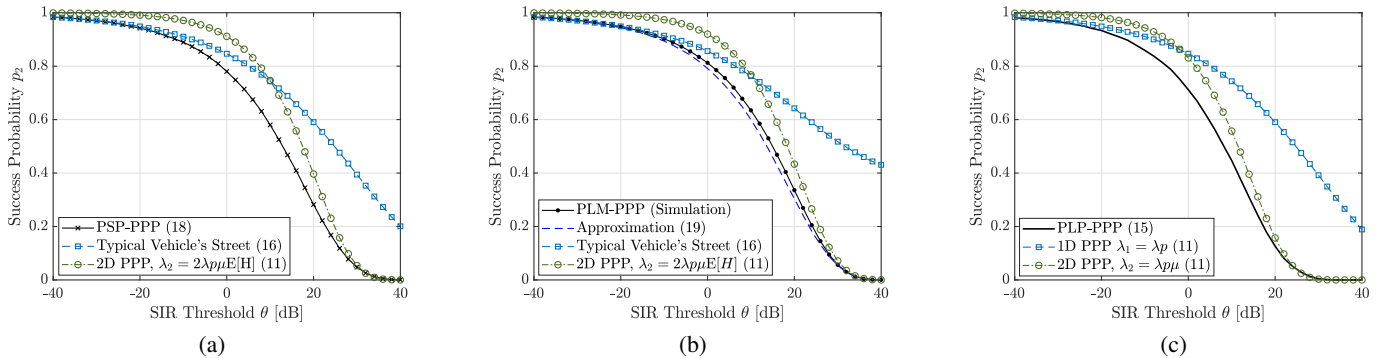 1
0.8
0.6
0.4
0.2
0
Success Probability p₂
PSP-PPP (18)
Typical Vehicle's Street (16)
2D PPP, λ₂ = 2λpμE[H] (11)
−40 −20 0 20 40
SIR Threshold θ [dB]
(a)
1
0.8
0.6
0.4
0.2
0
Success Probability p₂
PLM-PPP (Simulation)
Approximation (19)
Typical Vehicle's Street (16)
2D PPP, λ₂ = 2λpμE[H] (11)
−40 −20 0 20 40
SIR Threshold θ [dB]
(b)
1
0.8
0.6
0.4
0.2
0
Success Probability p₂
PLP-PPP (15)
1D PPP λ₁ = λp (11)
2D PPP, λ₂ = λpμ (11)
−40 −20 0 20 40
SIR Threshold θ [dB]
(c)